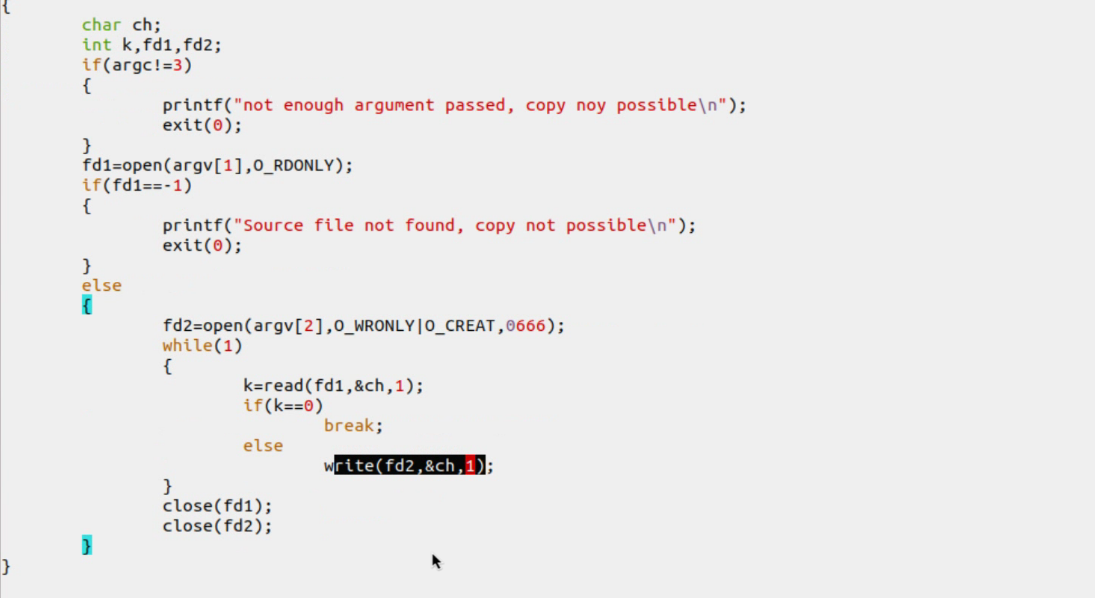 {
char ch;
int k,fd1,fd2;
if(argc!=3)
{
printf("not enough argument passed, copy noy possible\n");
exit(0);
}
fd1=open(argv[1],O_RDONLY);
if(fd1==-1)
{
printf("Source file not found, copy not possible\n");
exit(0);
}
else
{
fd2=open(argv[2],O_WRONLY|O_CREAT,0666);
while(1)
{
k=read(fd1,&ch,1);
if(k==0)
break;
else
write(fd2,&ch,1);
}
close(fd1);
close(fd2);
}
}